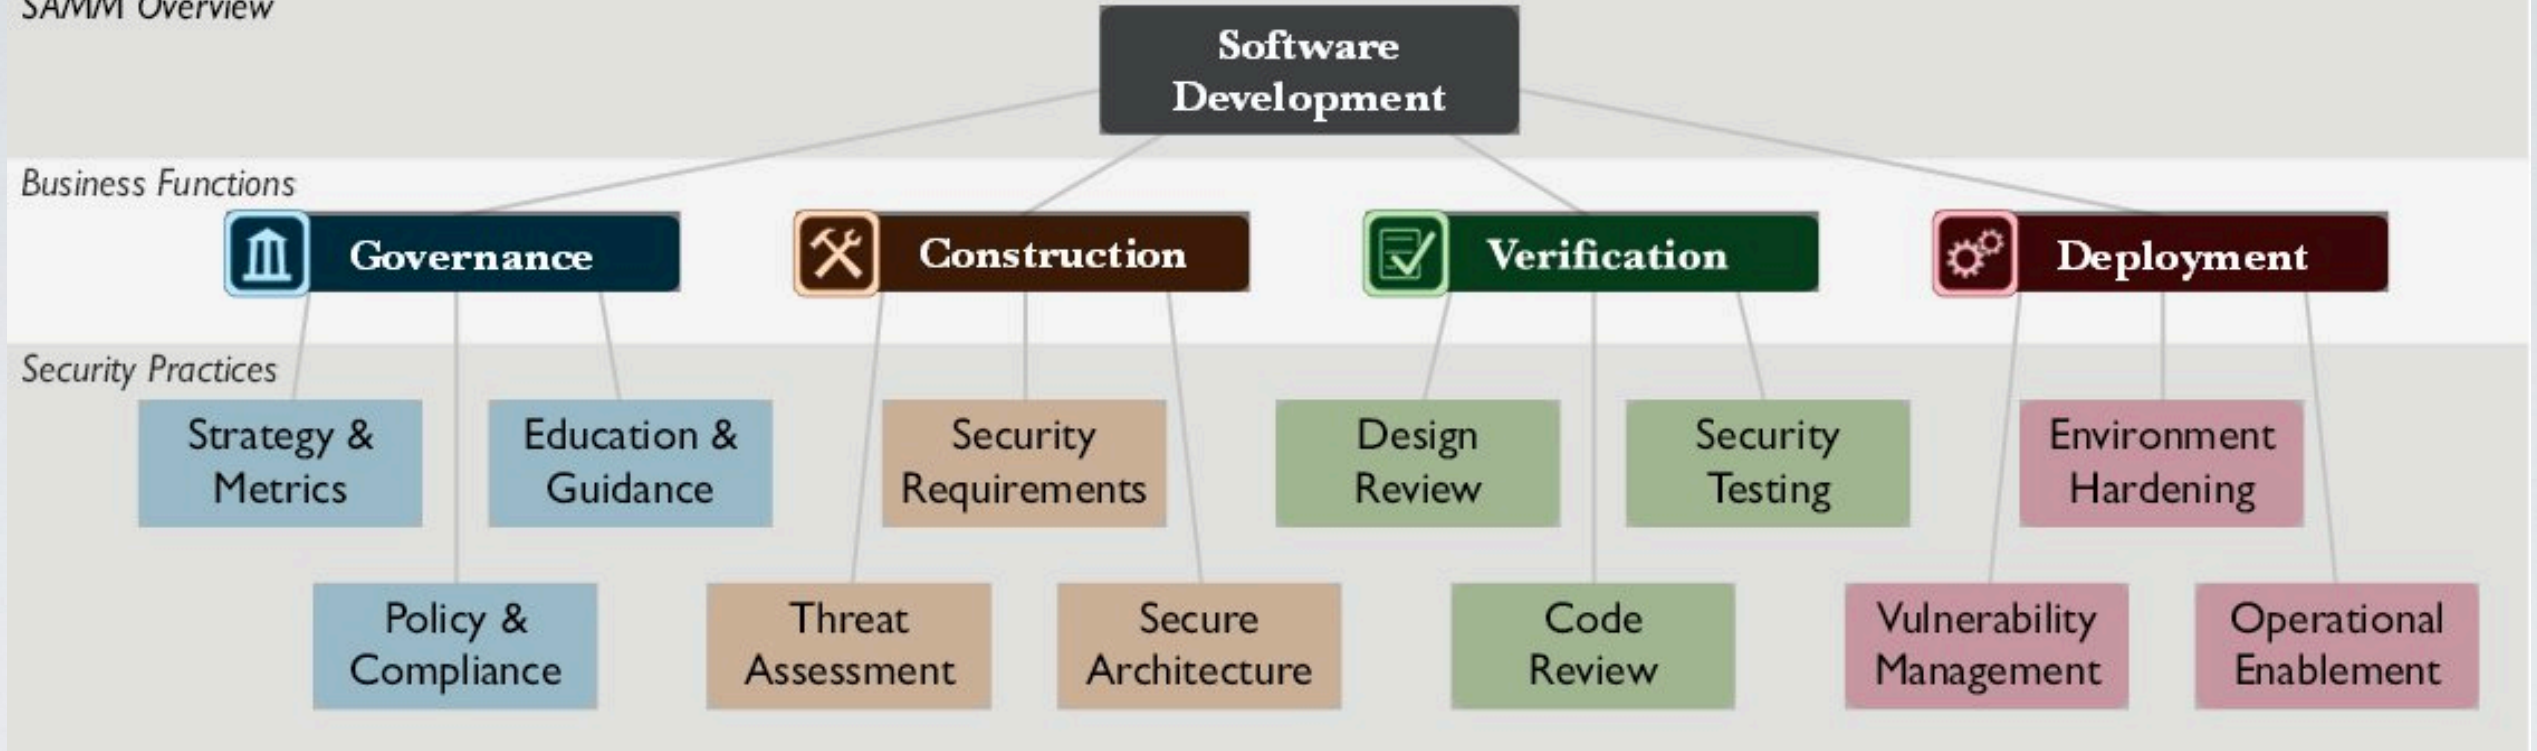 SAMM Overview
Software
Development
Business Functions
Governance
Construction
Verification
Deployment
Security Practices
Strategy &
Metrics
Education &
Guidance
Security
Requirements
Design
Review
Security
Testing
Environment
Hardening
Policy &
Compliance
Threat
Assessment
Secure
Architecture
Code
Review
Vulnerability
Management
Operational
Enablement